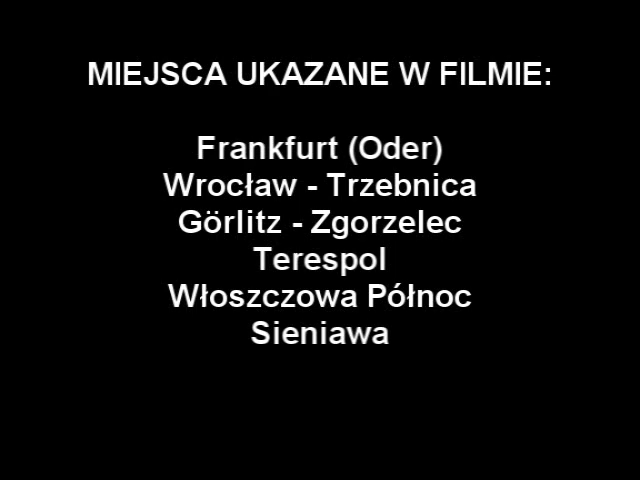 MIEJSCA UKAZANE W FILMIE:
Frankfurt (Oder)
Wrocław - Trzebnica
Görlitz - Zgorzelec
Terespol
Włoszczowa Północ
Sieniawa